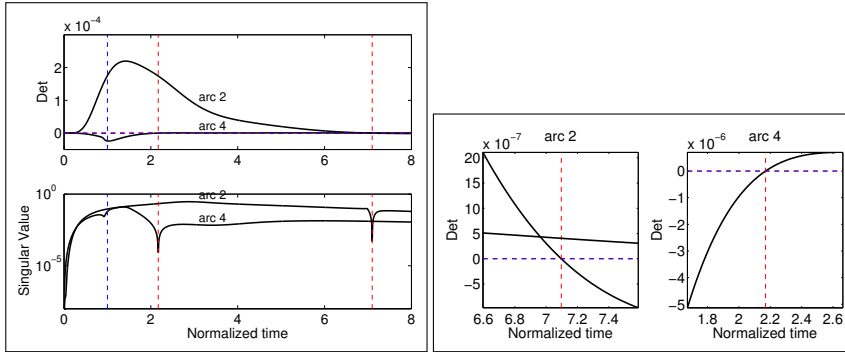 x 10⁻⁴
2
1
0
Det
arc 2
arc 4
0 2 4 6 8
10⁰
10⁻⁵
Singular Value
arc 2
arc 4
0 2 4 6 8
Normalized time
x 10⁻⁷
arc 2
20
15
10
5
0
−5
Det
6.6 6.8 7 7.2 7.4
Normalized time
x 10⁻⁶
arc 4
0
−1
−2
−3
−4
−5
Det
1.8 2 2.2 2.4 2.6
Normalized time